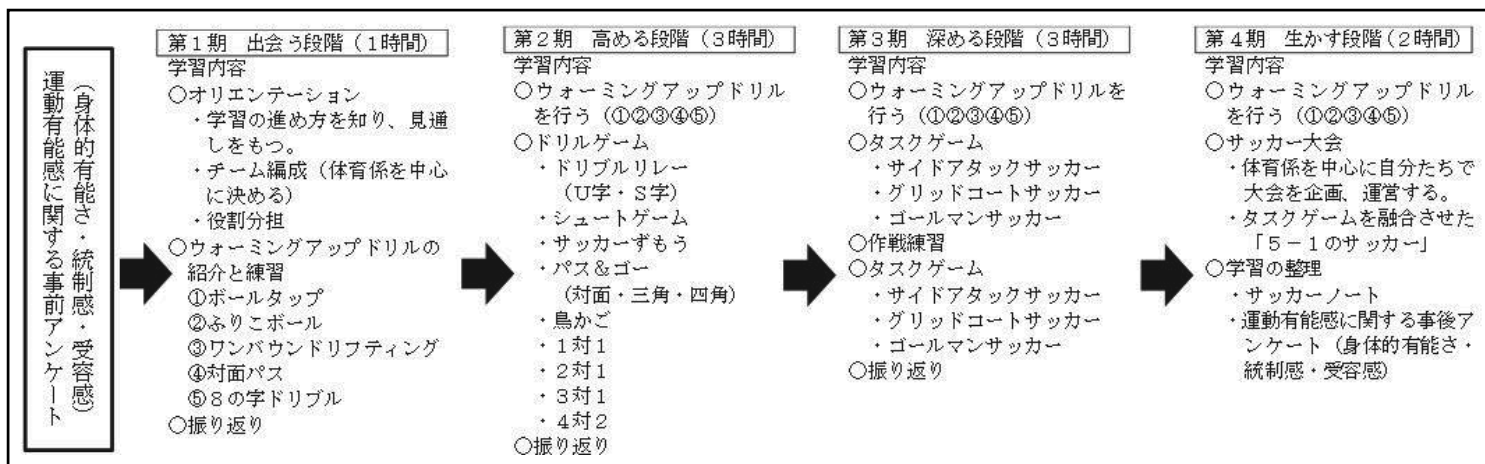 運動有能感に関する事前アンケート
（身体的有能さ・統制感・受容感）
第１期　出会う段階（１時間）
学習内容
○オリエンテーション
・学習の進め方を知り、見通
しをもつ。
・チーム編成（体育係を中心
に決める）
・役割分担
○ウォーミングアップドリルの
紹介と練習
①ボールタップ
②ふりこボール
③ワンバウンドリフティング
④対面パス
⑤８の字ドリブル
○振り返り
第２期　高める段階（３時間）
学習内容
○ウォーミングアップドリル
を行う（①②③④⑤）
○ドリルゲーム
・ドリブルリレー
（Ｕ字・Ｓ字）
・シュートゲーム
・サッカーずもう
・パス＆ゴー
（対面・三角・四角）
・鳥かご
・１対１
・２対１
・３対１
・４対２
○振り返り
第３期　深める段階（３時間）
学習内容
○ウォーミングアップドリルを
行う（①②③④⑤）
○タスクゲーム
・サイドアタックサッカー
・グリッドコートサッカー
・ゴールマンサッカー
○作戦練習
○タスクゲーム
・サイドアタックサッカー
・グリッドコートサッカー
・ゴールマンサッカー
○振り返り
第４期　生かす段階（２時間）
学習内容
○ウォーミングアップドリル
を行う（①②③④⑤）
○サッカー大会
・体育係を中心に自分たちで
大会を企画、運営する。
・タスクゲームを融合させた
「５－１のサッカー」
○学習の整理
・サッカーノート
・運動有能感に関する事後ア
ンケート（身体的有能さ・
統制感・受容感）